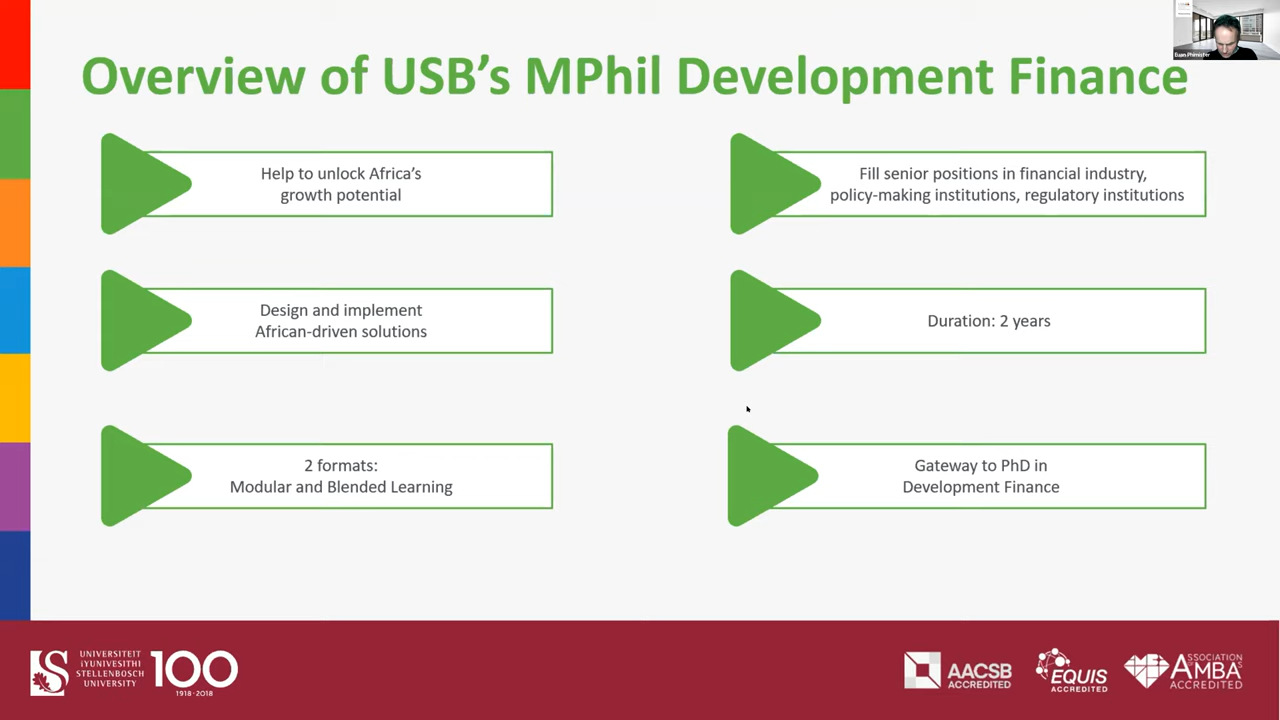 Overview of USB's MPhil Development Finance
Help to unlock Africa's
growth potential
Fill senior positions in financial industry,
policy-making institutions, regulatory institutions
Design and implement
African-driven solutions
Duration: 2 years
2 formats:
Modular and Blended Learning
Gateway to PhD in
Development Finance
UNIVERSITEIT
iYUNIVESITHI
STELLENBOSCH
UNIVERSITY
100
1918·2018
AACSB
ACCREDITED
EQUIS
ACCREDITED
ASSOCIATION
OF
AMBA's
ACCREDITED
Euan Phimister